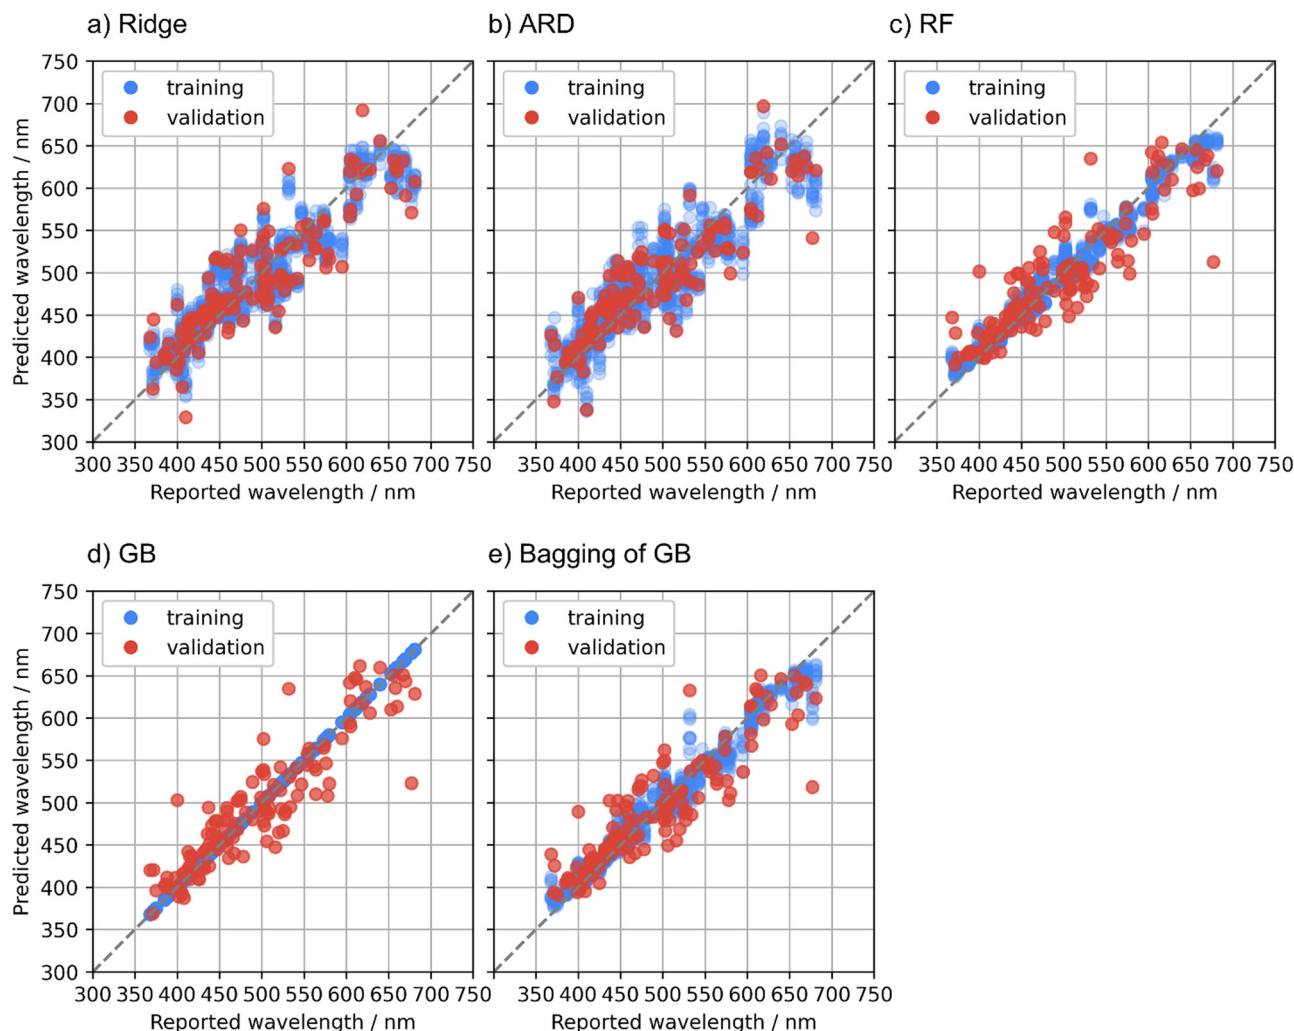 a) Ridge
b) ARD
c) RF
750
700
650
600
550
500
450
400
350
300
Predicted wavelength / nm
training
validation
training
validation
training
validation
300 350 400 450 500 550 600 650 700 750
350 400 450 500 550 600 650 700 750
350 400 450 500 550 600 650 700 750
300
300
Reported wavelength / nm
Reported wavelength / nm
Reported wavelength / nm
d) GB
e) Bagging of GB
750
700
650
600
550
500
450
400
350
300
Predicted wavelength / nm
training
validation
training
validation
300 350 400 450 500 550 600 650 700 750
300 350 400 450 500 550 600 650 700 750
Reported wavelength / nm
Reported wavelength / nm